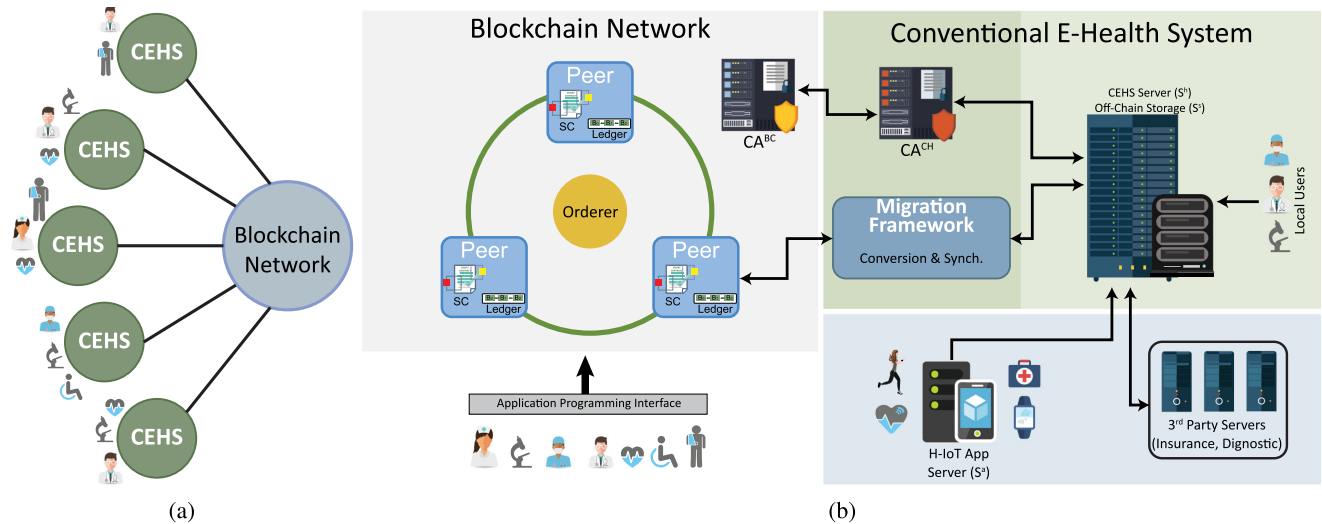 CEHS
CEHS
CEHS
CEHS
CEHS
Blockchain
Network
(a)
Blockchain Network
Peer
SC
Ledger
Orderer
Peer
SC
Ledger
Peer
SC
Ledger
Application Programming Interface
CA^BC
Conventional E-Health System
CA^CH
CEHS Server (S^h)
Off-Chain Storage (S^s)
Migration
Framework
Conversion & Synch.
Local Users
H-IoT App
Server (S^a)
3^rd Party Servers
(Insurance, Dignostic)
(b)